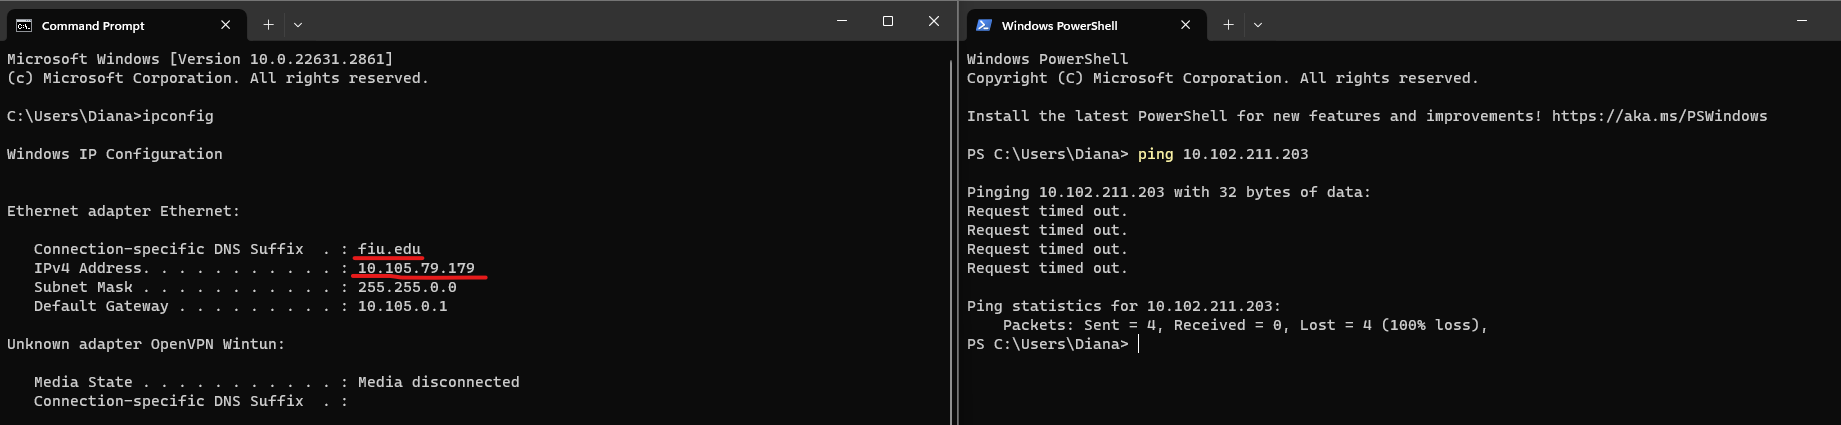 Command Prompt
Microsoft Windows [Version 10.0.22631.2861]
(c) Microsoft Corporation. All rights reserved.
C:\Users\Diana>ipconfig
Windows IP Configuration
Ethernet adapter Ethernet:
Connection-specific DNS Suffix  . : fiu.edu
IPv4 Address. . . . . . . . . . . : 10.105.79.179
Subnet Mask . . . . . . . . . . . : 255.255.0.0
Default Gateway . . . . . . . . . : 10.105.0.1
Unknown adapter OpenVPN Wintun:
Media State . . . . . . . . . . . : Media disconnected
Connection-specific DNS Suffix  . :
Windows PowerShell
Windows PowerShell
Copyright (C) Microsoft Corporation. All rights reserved.
Install the latest PowerShell for new features and improvements! https://aka.ms/PSWindows
PS C:\Users\Diana> ping 10.102.211.203
Pinging 10.102.211.203 with 32 bytes of data:
Request timed out.
Request timed out.
Request timed out.
Request timed out.
Ping statistics for 10.102.211.203:
Packets: Sent = 4, Received = 0, Lost = 4 (100% loss),
PS C:\Users\Diana>